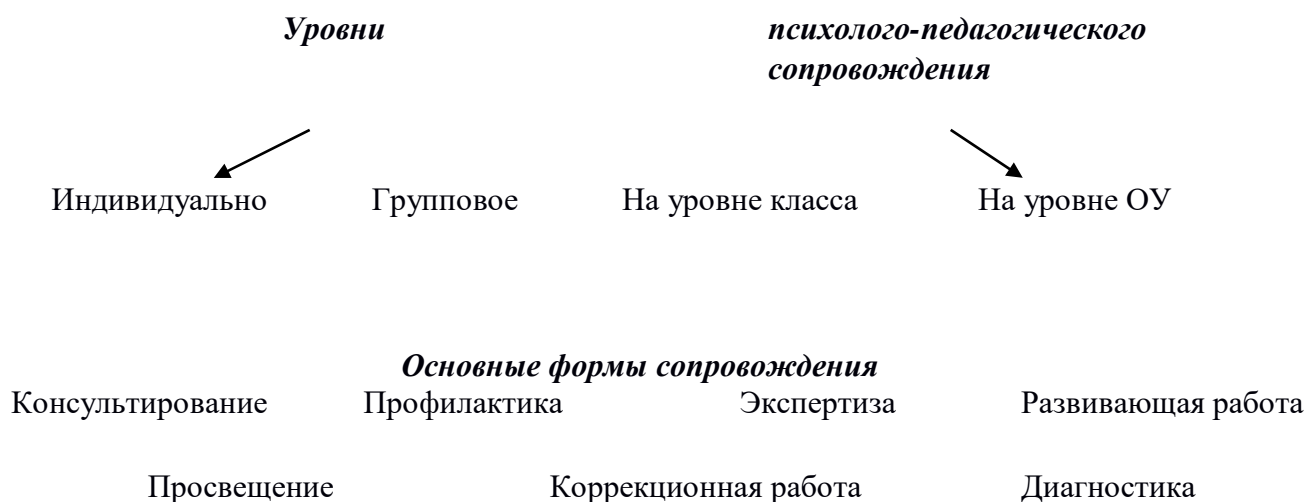 Уровни психолого-педагогического
сопровождения
Индивидуально Групповое На уровне класса На уровне ОУ
Основные формы сопровождения
Консультирование Профилактика Экспертиза Развивающая работа
Просвещение Коррекционная работа Диагностика